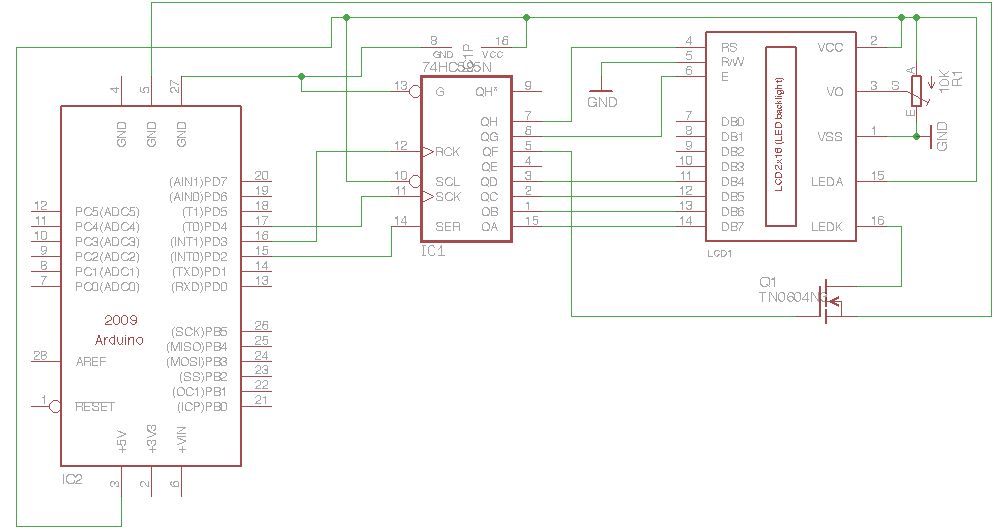 8
16
GND
VCC
IC1P
74HC595N
4
5
27
GND
GND
GND
(AIN1)PD7
20
(AIN0)PD6
19
12
PC5(ADC5)
(T1)PD5
18
11
PC4(ADC4)
(T0)PD4
17
10
PC3(ADC3)
(INT1)PD3
16
9
PC2(ADC2)
(INT0)PD2
15
8
PC1(ADC1)
(TXD)PD1
14
7
PC0(ADC0)
(RXD)PD0
13
2009
Arduino
(SCK)PB5
26
(MISO)PB4
25
28
AREF
(MOSI)PB3
24
(SS)PB2
23
(OC1)PB1
22
1
RESET
(ICP)PB0
21
+5V
+3V3
+VIN
IC2
3
2
6
13
G
QH*
9
QH
7
QG
6
12
RCK
QF
5
QE
4
10
SCL
QD
3
11
SCK
QC
2
QB
1
14
SER
QA
15
IC1
GND
4
RS
VCC
2
5
R/W
6
E
VO
3
7
DB0
8
DB1
VSS
1
9
DB2
10
DB3
11
DB4
LEDA
15
12
DB5
13
DB6
14
DB7
LEDK
16
LCD2x16 (LED backlight)
LCD1
A
S
E
10K
R1
GND
Q1
TN0604N3